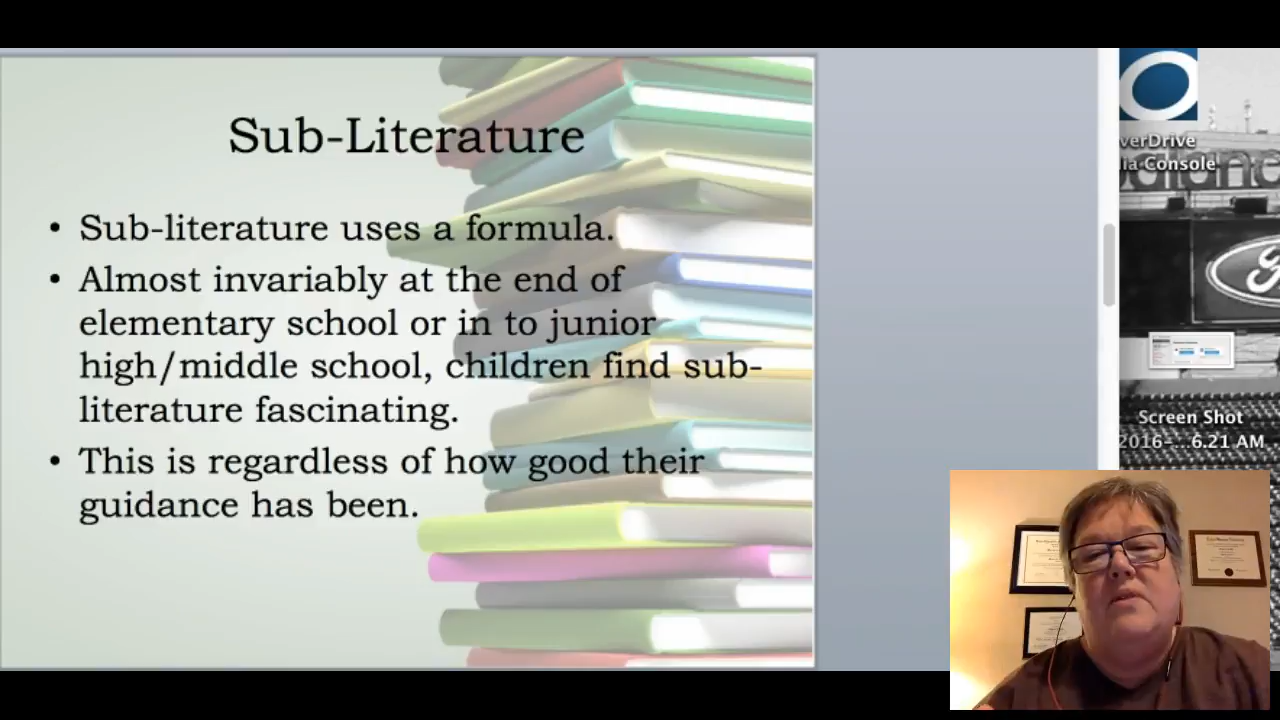 Sub-Literature
• Sub-literature uses a formula.
• Almost invariably at the end of
elementary school or in to junior
high/middle school, children find sub-
literature fascinating.
• This is regardless of how good their
guidance has been.
verDrive
ia Console
Screen Shot
2016-...6.21 AM